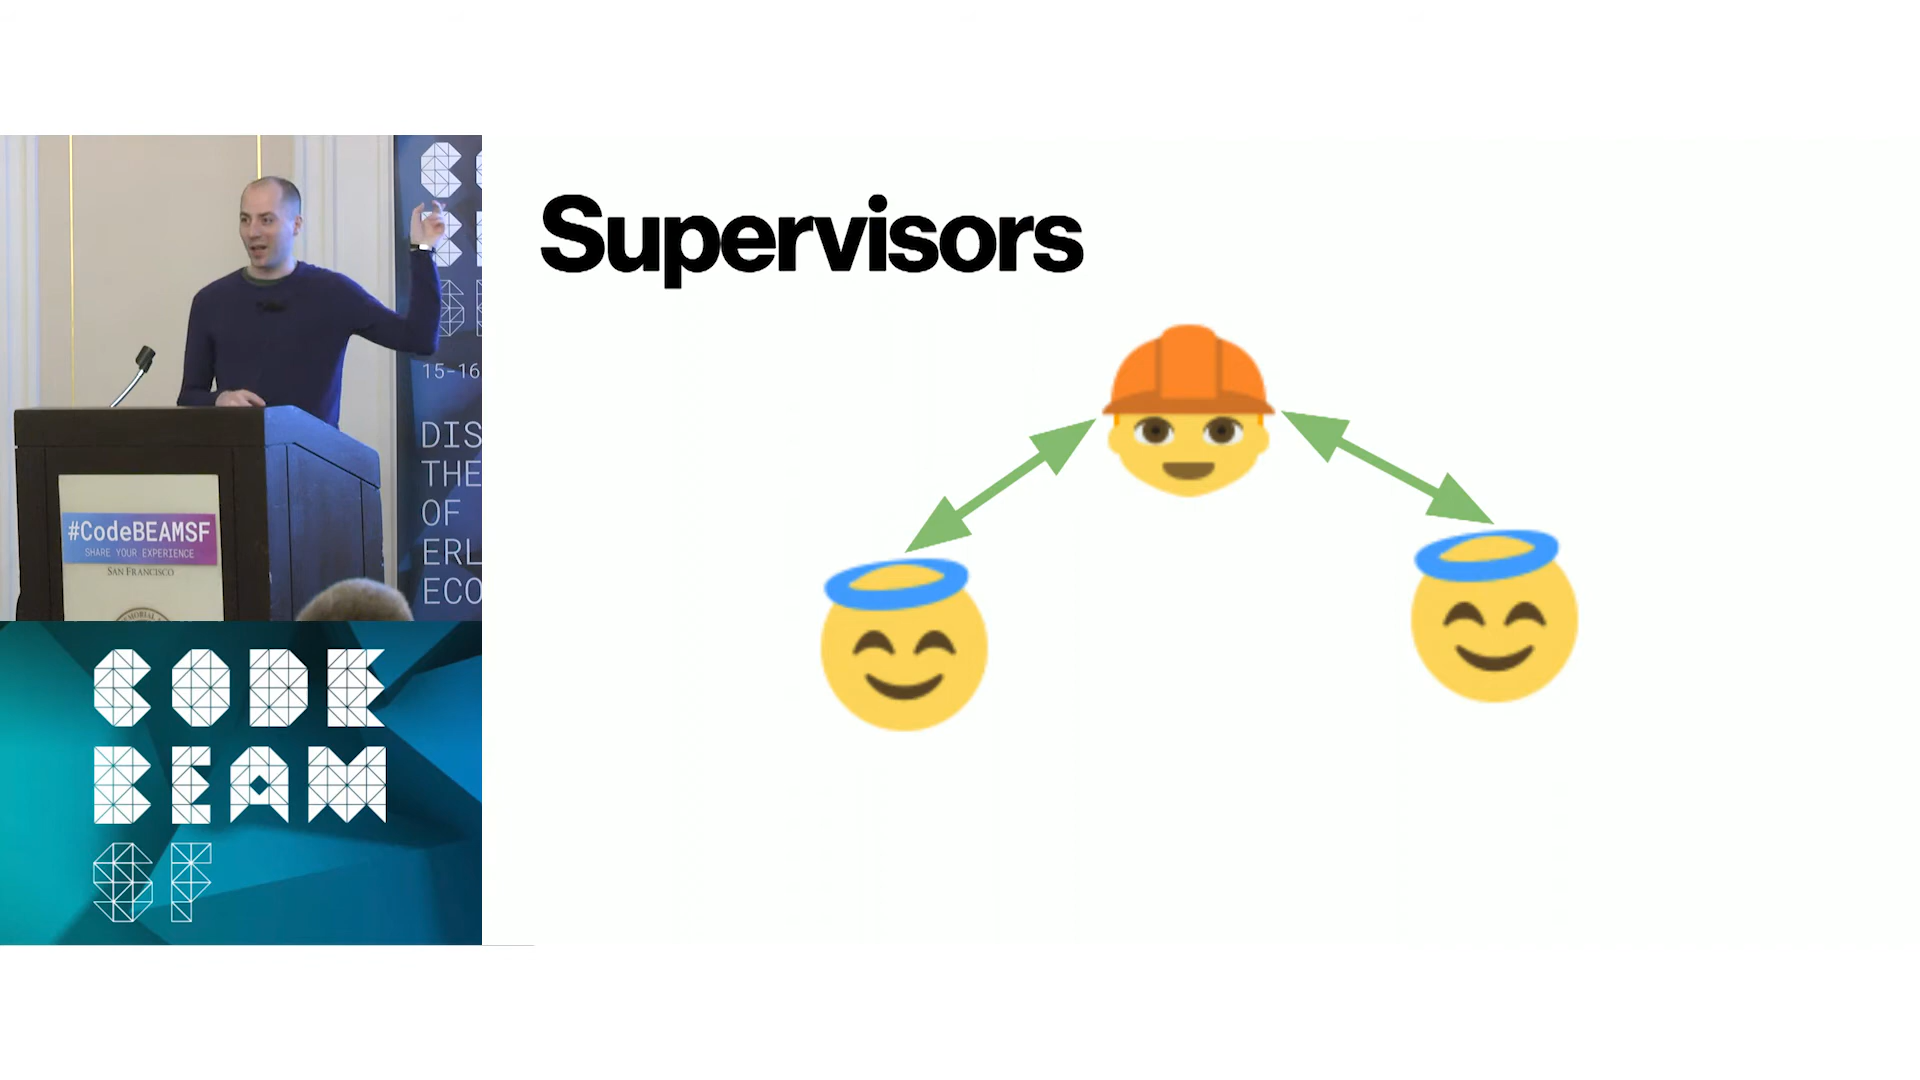 Supervisors
15-16
DIS
THE
OF
ERL
ECO
#CodeBEAMSF
SHARE YOUR EXPERIENCE
SAN FRANCISCO
CODE
BEAM
SF